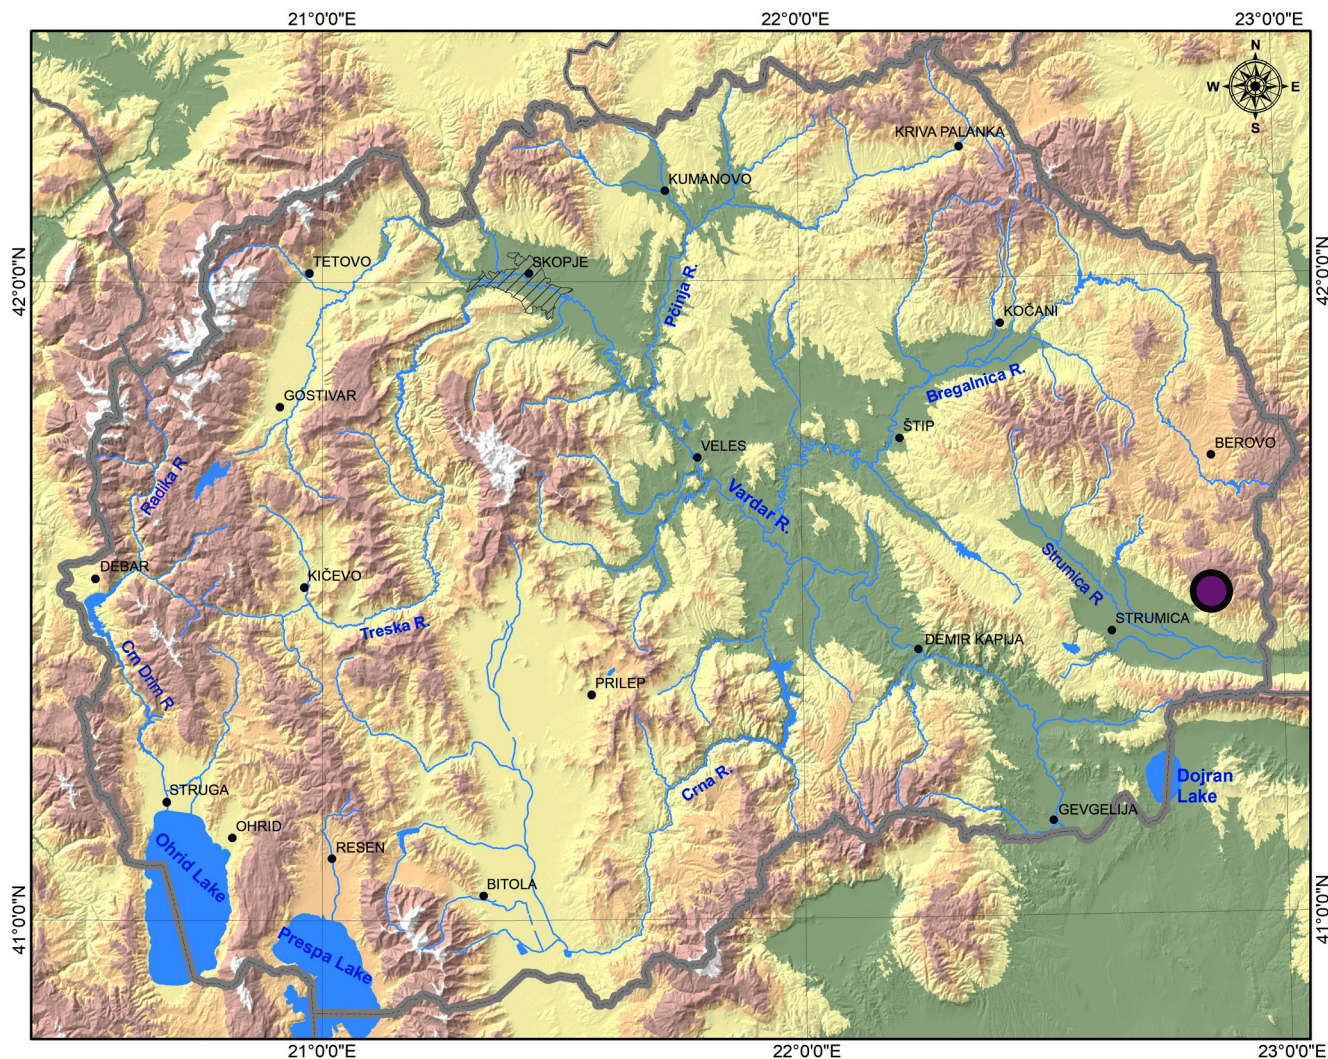 21°0'0"E
22°0'0"E
23°0'0"E
N
W
E
S
KRIVA PALANKA
KUMANOVO
42°0'0"N
TETOVO
SKOPJE
Pčinja R.
42°0'0"N
KOČANI
Bregalnica R.
GOSTIVAR
ŠTIP
VELES
BEROVO
Radika R
Vardar R.
DEBAR
KIČEVO
Strumica R
Treska R.
STRUMICA
DEMIR KAPIJA
Crn Drim R
PRILEP
Crna R.
Dojran
Lake
STRUGA
GEVGELIJA
OHRID
RESEN
Ohrid Lake
BITOLA
41°0'0"N
41°0'0"N
Prespa Lake
21°0'0"E
22°0'0"E
23°0'0"E